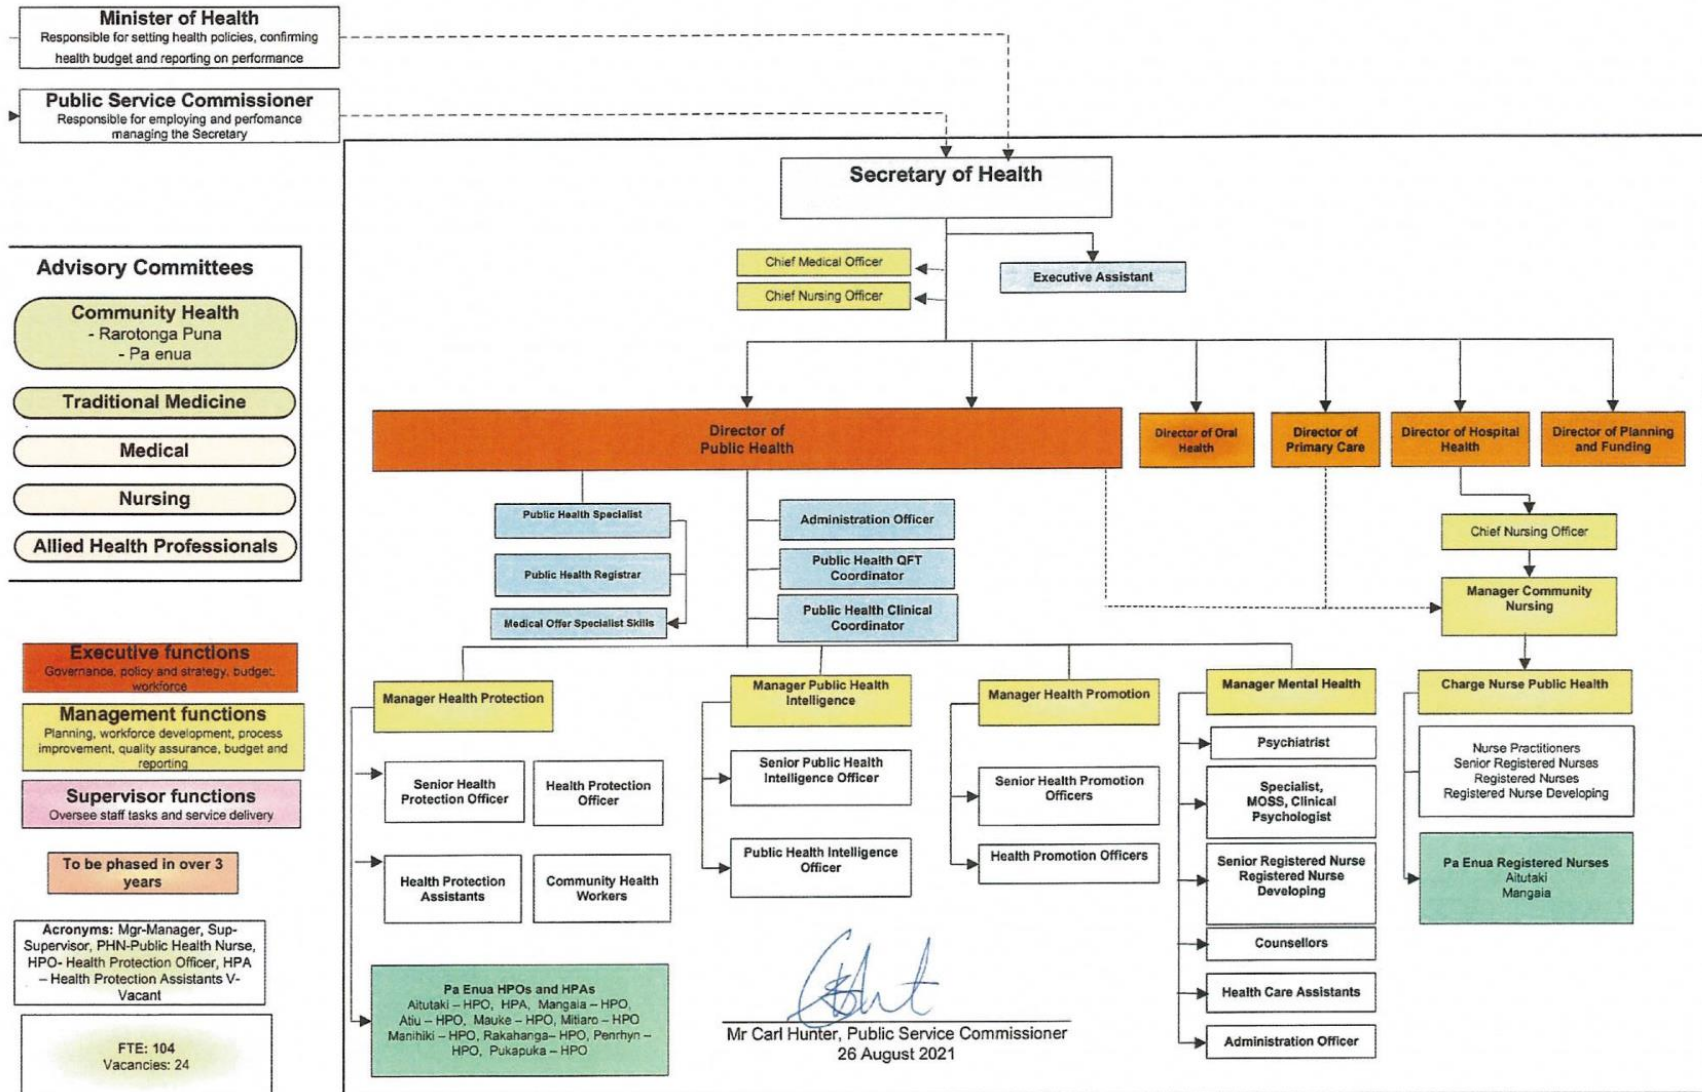 Minister of Health
Responsible for setting health policies, confirming
health budget and reporting on performance
Public Service Commissioner
Responsible for employing and perfomance
managing the Secretary
Secretary of Health
Chief Medical Officer
Chief Nursing Officer
Executive Assistant
Advisory Committees
Community Health
- Rarotonga Puna
- Pa enua
Traditional Medicine
Medical
Nursing
Allied Health Professionals
Director of
Public Health
Director of Oral
Health
Director of
Primary Care
Director of Hospital
Health
Director of Planning
and Funding
Public Health Specialist
Public Health Registrar
Medical Offer Specialist Skills
Administration Officer
Public Health QFT
Coordinator
Public Health Clinical
Coordinator
Chief Nursing Officer
Manager Community
Nursing
Executive functions
Governance, policy and strategy, budget,
workforce
Management functions
Planning, workforce development, process
improvement, quality assurance, budget and
reporting
Supervisor functions
Oversee staff tasks and service delivery
To be phased in over 3
years
Acronyms: Mgr-Manager, Sup-
Supervisor, PHN-Public Health Nurse,
HPO- Health Protection Officer, HPA
– Health Protection Assistants V-
Vacant
FTE: 104
Vacancies: 24
Manager Health Protection
Senior Health
Protection Officer
Health Protection
Officer
Health Protection
Assistants
Community Health
Workers
Pa Enua HPOs and HPAs
Aitutaki – HPO, HPA, Mangaia – HPO,
Atiu – HPO, Mauke – HPO, Mitiaro – HPO
Manihiki – HPO, Rakahanga– HPO, Penrhyn –
HPO, Pukapuka – HPO
Manager Public Health
Intelligence
Senior Public Health
Intelligence Officer
Public Health Intelligence
Officer
Manager Health Promotion
Senior Health Promotion
Officers
Health Promotion Officers
Manager Mental Health
Psychiatrist
Specialist,
MOSS, Clinical
Psychologist
Senior Registered Nurse
Registered Nurse
Developing
Counsellors
Health Care Assistants
Administration Officer
Charge Nurse Public Health
Nurse Practitioners
Senior Registered Nurses
Registered Nurses
Registered Nurse Developing
Pa Enua Registered Nurses
Aitutaki
Mangaia
Mr Carl Hunter, Public Service Commissioner
26 August 2021